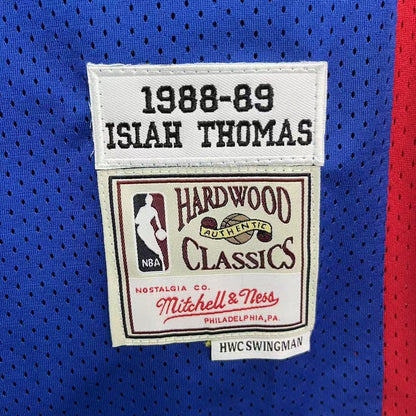 1988-89
ISIAH THOMAS
HARDWOOD
AUTHENTIC
CLASSICS
NBA
NOSTALGIA CO.
Mitchell & Ness
PHILADELPHIA, PA.
HWC SWINGMAN